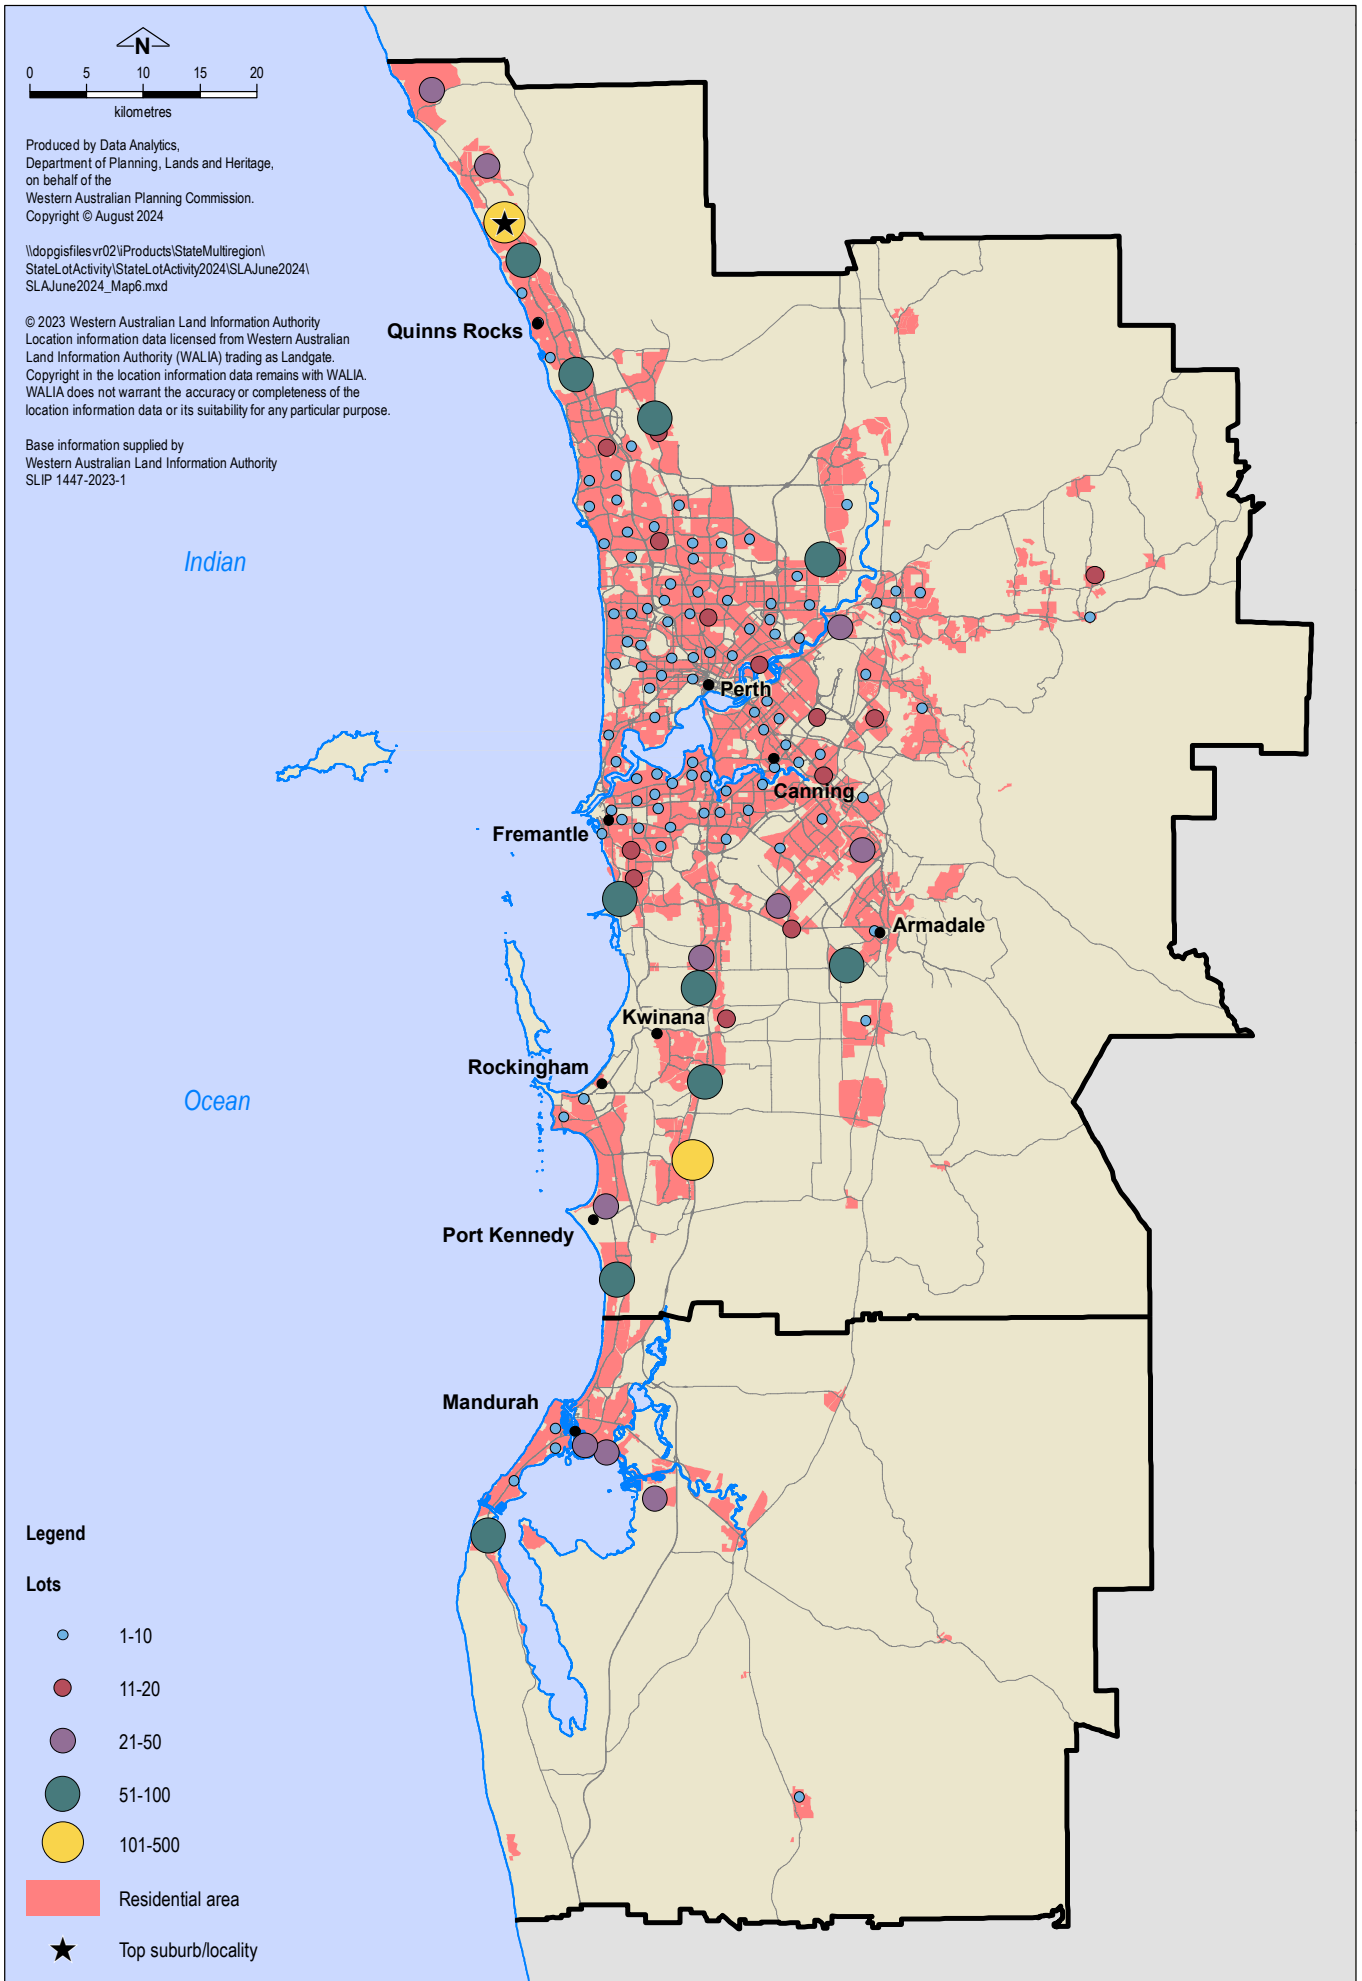 N
0 5 10 15 20
kilometres
Produced by Data Analytics,
Department of Planning, Lands and Heritage,
on behalf of the
Western Australian Planning Commission.
Copyright © August 2024
\\dopgisfilesvr02\iProducts\StateMultiregion\
StateLotActivity\StateLotActivity2024\SLAJune2024\
SLAJune2024_Map6.mxd
© 2023 Western Australian Land Information Authority
Location information data licensed from Western Australian
Land Information Authority (WALIA) trading as Landgate.
Copyright in the location information data remains with WALIA.
WALIA does not warrant the accuracy or completeness of the
location information data or its suitability for any particular purpose.
Base information supplied by
Western Australian Land Information Authority
SLIP 1447-2023-1
Quinns Rocks
Indian
Perth
Canning
Fremantle
Armadale
Kwinana
Rockingham
Ocean
Port Kennedy
Mandurah
Legend
Lots
1-10
11-20
21-50
51-100
101-500
Residential area
Top suburb/locality